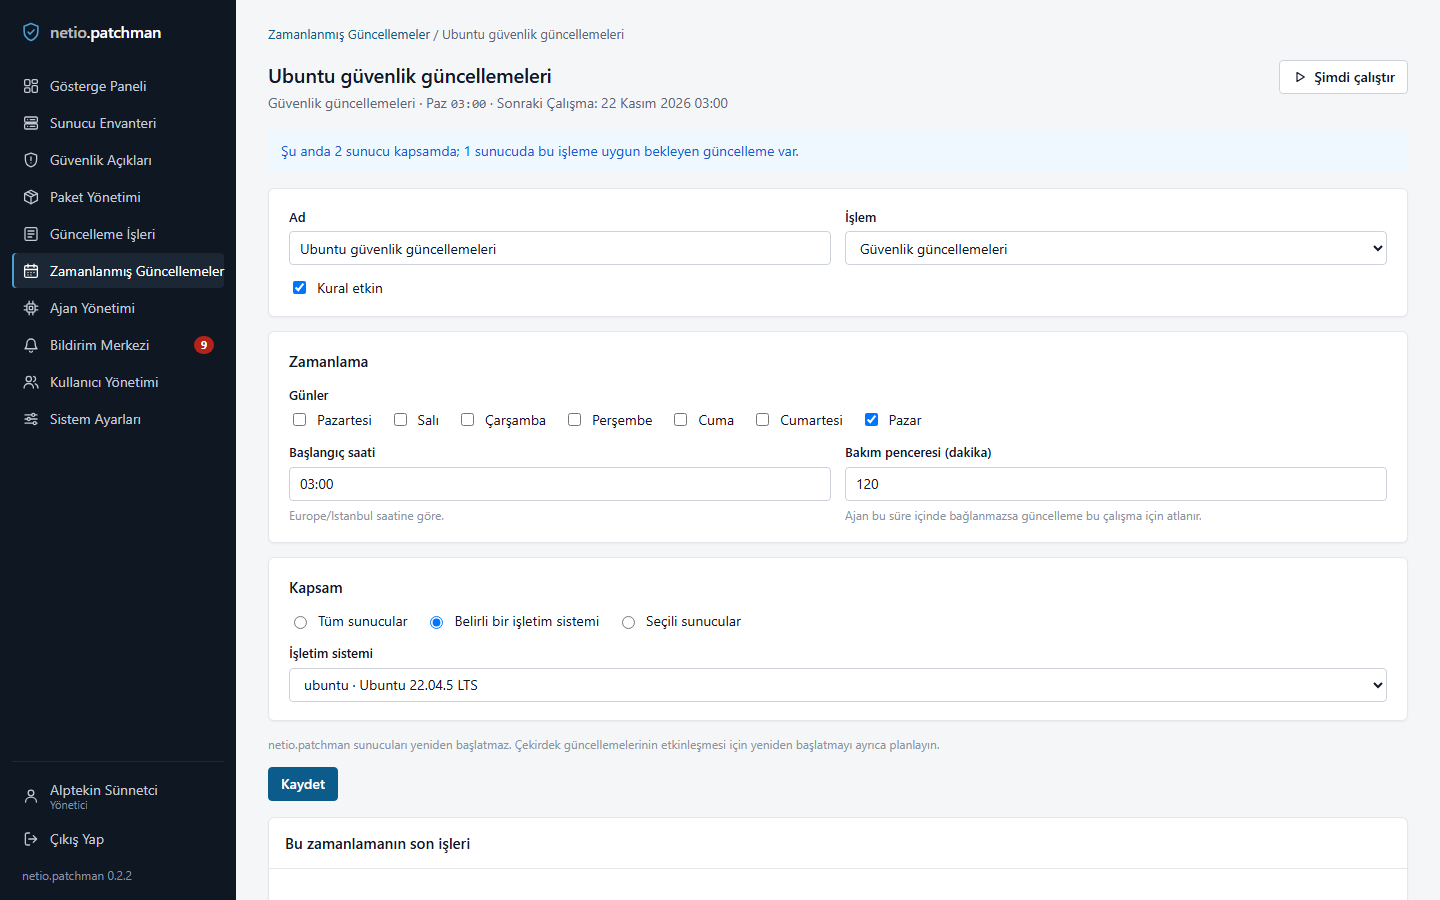 netio.patchman
Gösterge Paneli
Sunucu Envanteri
Güvenlik Açıkları
Paket Yönetimi
Güncelleme İşleri
Zamanlanmış Güncellemeler
Ajan Yönetimi
Bildirim Merkezi 9
Kullanıcı Yönetimi
Sistem Ayarları
Alptekin Sünnetci
Yönetici
Çıkış Yap
netio.patchman 0.2.2
Zamanlanmış Güncellemeler / Ubuntu güvenlik güncellemeleri
Ubuntu güvenlik güncellemeleri
Şimdi çalıştır
Güvenlik güncellemeleri · Paz 03:00 · Sonraki Çalışma: 22 Kasım 2026 03:00
Şu anda 2 sunucu kapsamda; 1 sunucuda bu işleme uygun bekleyen güncelleme var.
Ad İşlem
Ubuntu güvenlik güncellemeleri Güvenlik güncellemeleri
Kural etkin
Zamanlama
Günler
Pazartesi Salı Çarşamba Perşembe Cuma Cumartesi Pazar
Başlangıç saati Bakım penceresi (dakika)
03:00 120
Europe/Istanbul saatine göre. Ajan bu süre içinde bağlanmazsa güncelleme bu çalışma için atlanır.
Kapsam
Tüm sunucular Belirli bir işletim sistemi Seçili sunucular
İşletim sistemi
ubuntu · Ubuntu 22.04.5 LTS
netio.patchman sunucuları yeniden başlatmaz. Çekirdek güncellemelerinin etkinleşmesi için yeniden başlatmayı ayrıca planlayın.
Kaydet
Bu zamanlamanın son işleri